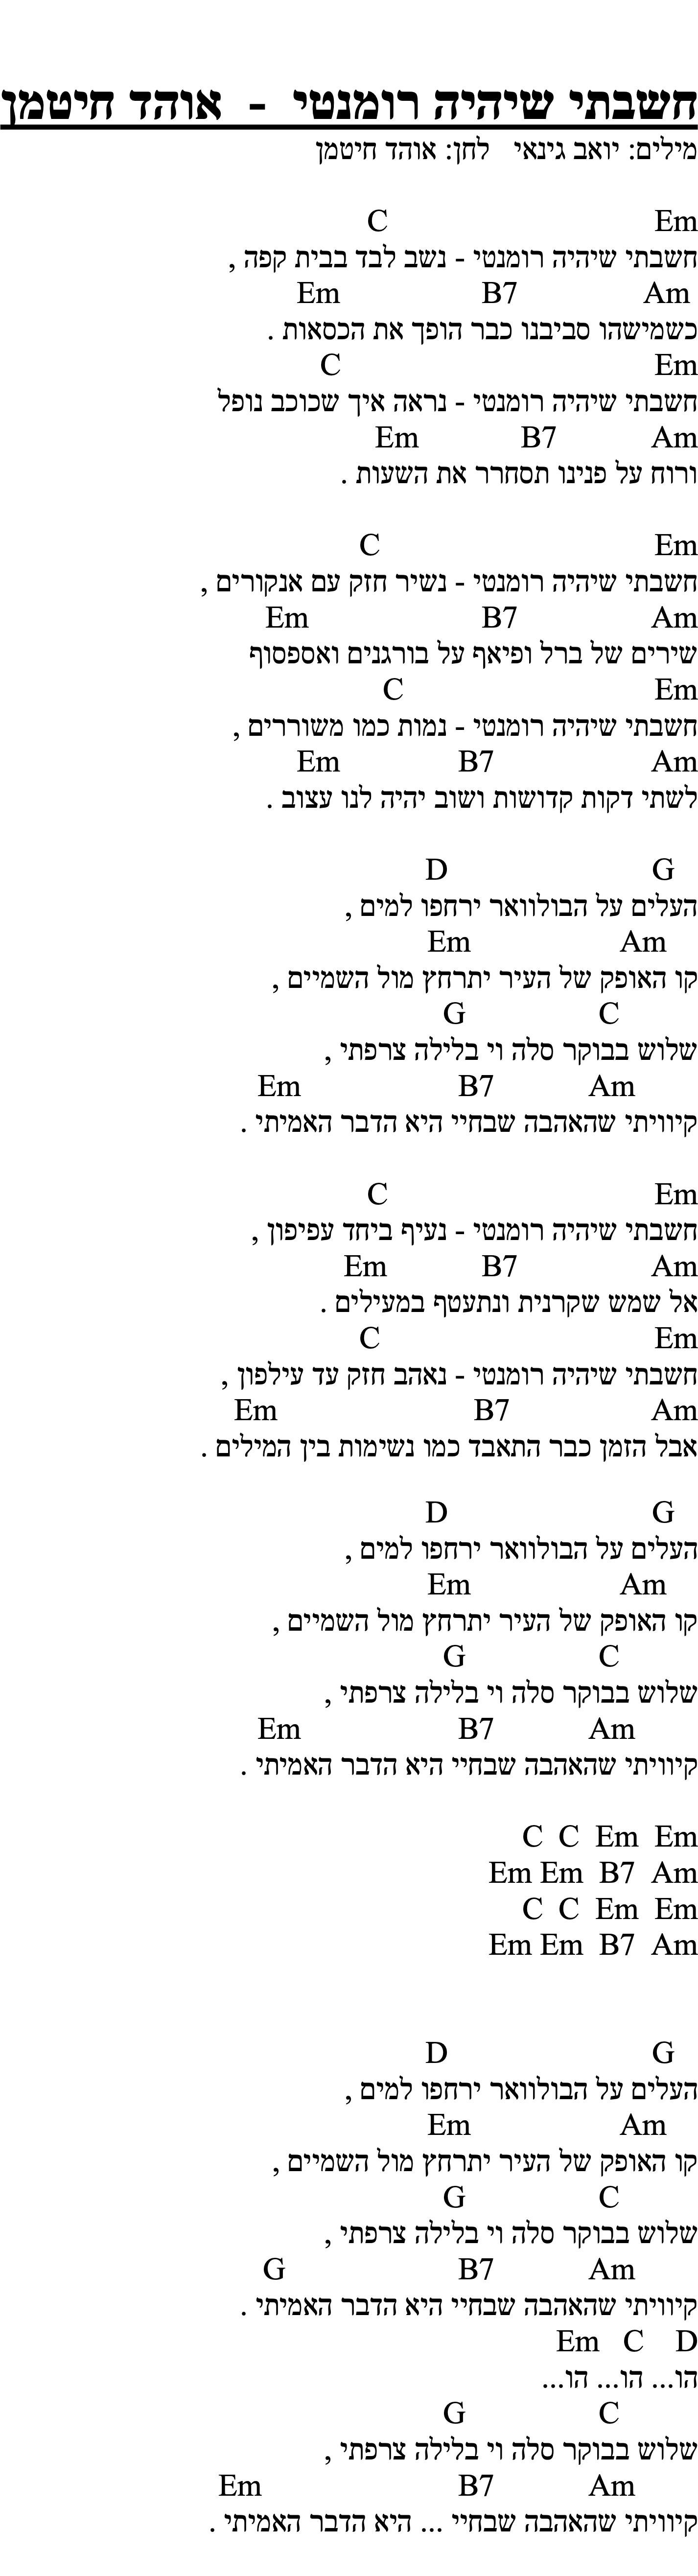 חשבתי שיהיה רומנטי - אוהד חיטמן
מילים: יואב גינאי לחן: אוהד חיטמן
Em C
חשבתי שיהיה רומנטי - נשב לבד בבית קפה ,
Am B7 Em
כשמישהו סביבנו כבר הופך את הכסאות .
Em C
חשבתי שיהיה רומנטי - נראה איך שכוכב נופל
Am B7 Em
ורוח על פנינו תסחרר את השעות .
Em C
חשבתי שיהיה רומנטי - נשיר חזק עם אנקורים ,
Am B7 Em
שירים של ברל ופיאף על בורגנים ואספסוף
Em C
חשבתי שיהיה רומנטי - נמות כמו משוררים ,
Am B7 Em
לשתי דקות קדושות ושוב יהיה לנו עצוב .
G D
העלים על הבולוואר ירחפו למים ,
Am Em
קו האופק של העיר יתרחץ מול השמיים ,
C G
שלוש בבוקר סלה וי בלילה צרפתי ,
Am B7 Em
קיוויתי שהאהבה שבחיי היא הדבר האמיתי .
Em C
חשבתי שיהיה רומנטי - נעיף ביחד עפיפון ,
Am B7 Em
אל שמש שקרנית ונתעטף במעילים .
Em C
חשבתי שיהיה רומנטי - נאהב חזק עד עילפון ,
Am B7 Em
אבל הזמן כבר התאבד כמו נשימות בין המילים .
G D
העלים על הבולוואר ירחפו למים ,
Am Em
קו האופק של העיר יתרחץ מול השמיים ,
C G
שלוש בבוקר סלה וי בלילה צרפתי ,
Am B7 Em
קיוויתי שהאהבה שבחיי היא הדבר האמיתי .
C C Em Em
Em Em B7 Am
C C Em Em
Em Em B7 Am
G D
העלים על הבולוואר ירחפו למים ,
Am Em
קו האופק של העיר יתרחץ מול השמיים ,
C G
שלוש בבוקר סלה וי בלילה צרפתי ,
Am B7 G
קיוויתי שהאהבה שבחיי היא הדבר האמיתי .
D C Em
הו... הו... הו...
C G
שלוש בבוקר סלה וי בלילה צרפתי ,
Am B7 Em
קיוויתי שהאהבה שבחיי ... היא הדבר האמיתי .